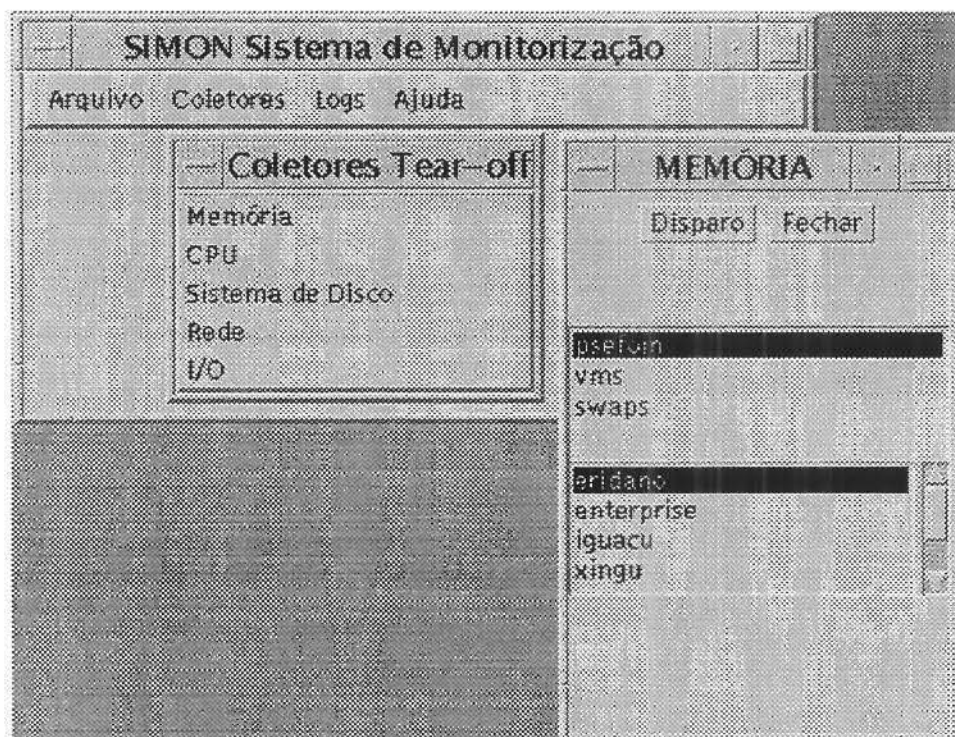 SIMON Sistema de Monitorização
Arquivo Coletores Logs Ajuda
Coletores Tear-off
Memória
CPU
Sistema de Disco
Rede
I/O
MEMÓRIA
Disparo Fechar
vms
swaps
eridano
enterprise
iguacu
xingu